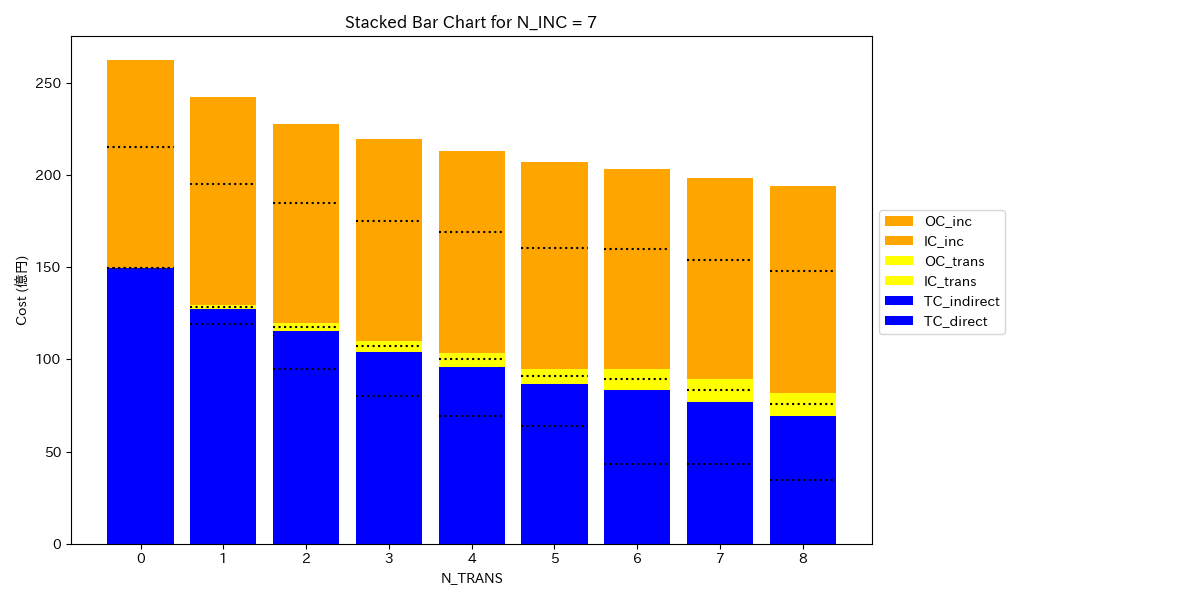 Stacked Bar Chart for N_INC = 7
Cost (億円)
250
200
150
100
50
0
0 1 2 3 4 5 6 7 8
N_TRANS
OC_inc
IC_inc
OC_trans
IC_trans
TC_indirect
TC_direct